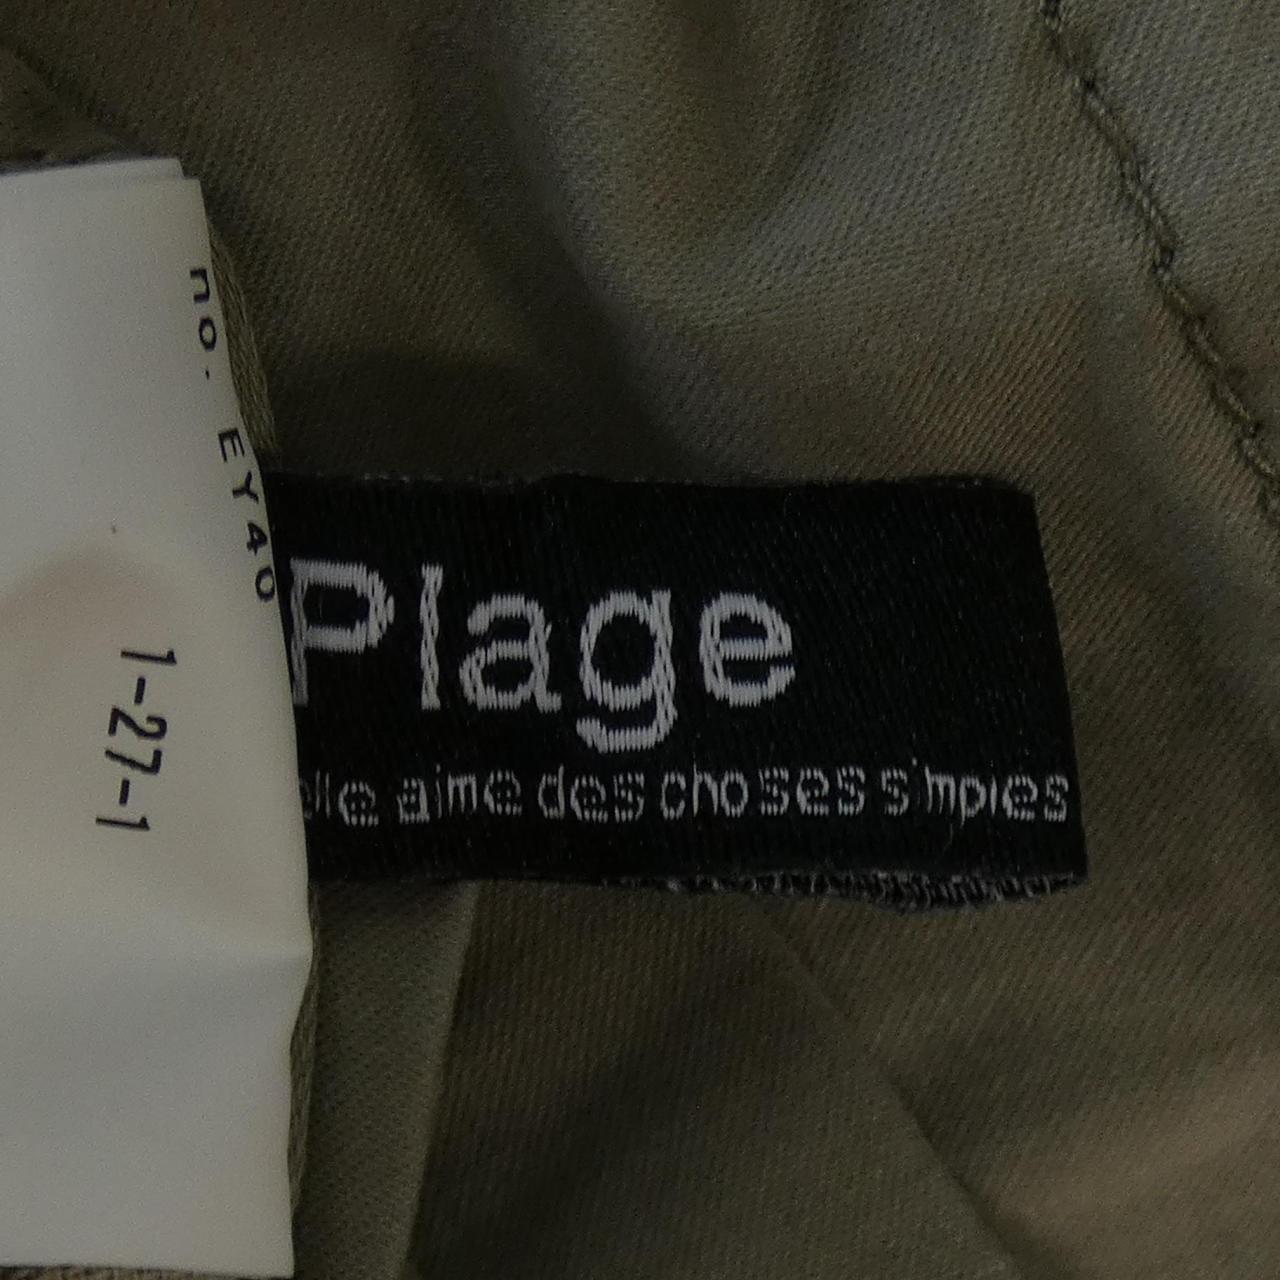 no. EY40
1-27-1
Plage
elle aime des choses simples